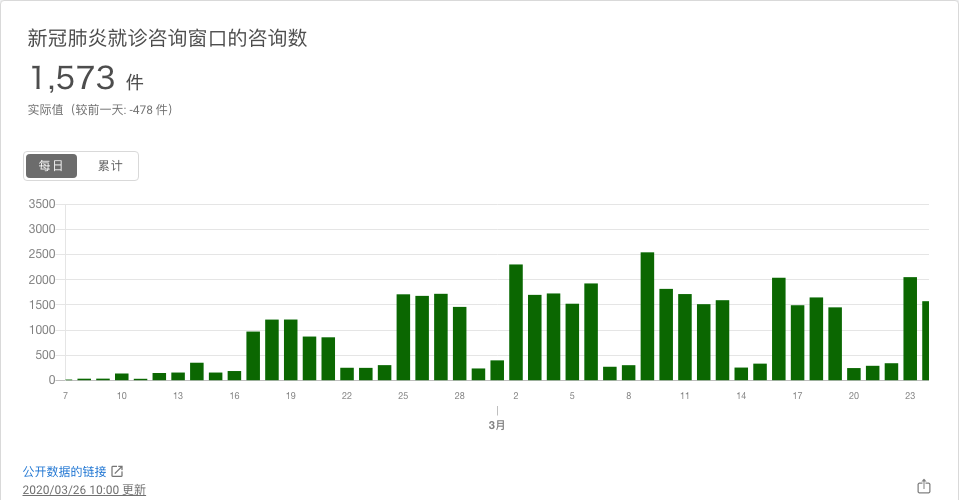 新冠肺炎就诊咨询窗口的咨询数
1,573 件
实际值（较前一天: -478 件）
每日 累计
3500
3000
2500
2000
1500
1000
500
0
7 10 13 16 19 22 25 28 2 5 8 11 14 17 20 23
3月
公开数据的链接
2020/03/26 10:00 更新